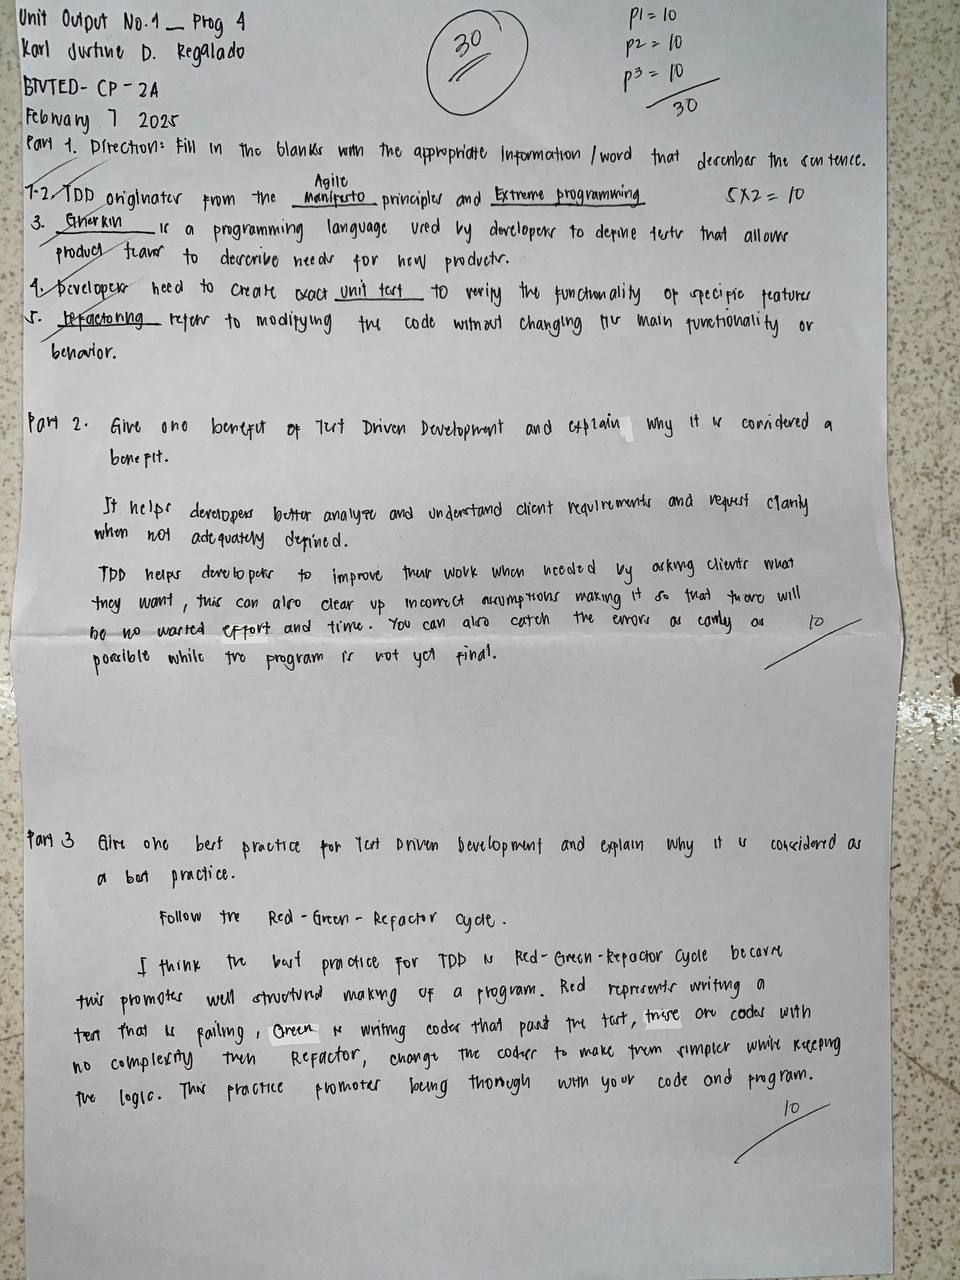 Unit Output No.1 _ Prog 4
Karl Justine D. Regalado
BTVTED- CP - 2A
February 7 2025
30
P1 = 10
P2 = 10
P3 = 10
30
Part 1. Direction: Fill in the blanks with the appropriate Information / word that describes the sentence.
1-2. TDD originates from the Agile Manifesto principles and Extreme programming 5x2 = 10
3. Gherkin is a programming language used by developers to define tests that allows
product teams to describe needs for new products.
4. Developers need to create exact unit test to verify the functionality of specific features
5. refactoring refers to modifying the code without changing its main functionality or
behavior.
Part 2. Give one benefit of Test Driven Development and explain why it is considered a
benefit.
It helps developers better analyze and understand client requirements and request clarity
when not adequately defined.
TDD helps developers to improve their work when needed by asking clients what
they want, this can also clear up incorrect assumptions making it so that there will
be no wasted effort and time. You can also catch the errors as early as
possible while the program is not yet final.
10
Part 3 Give one best practice for Test Driven Development and explain why it is considered as
a best practice.
Follow the Red - Green - Refactor cycle.
I think the best practice for TDD is Red-Green-Refactor Cycle because
this promotes well structured making of a program. Red represents writing a
test that is failing, Green is writing codes that pass the test, these are codes with
no complexity then Refactor, change the codes to make them simpler while keeping
the logic. This practice promotes being thorough with your code and program.
10